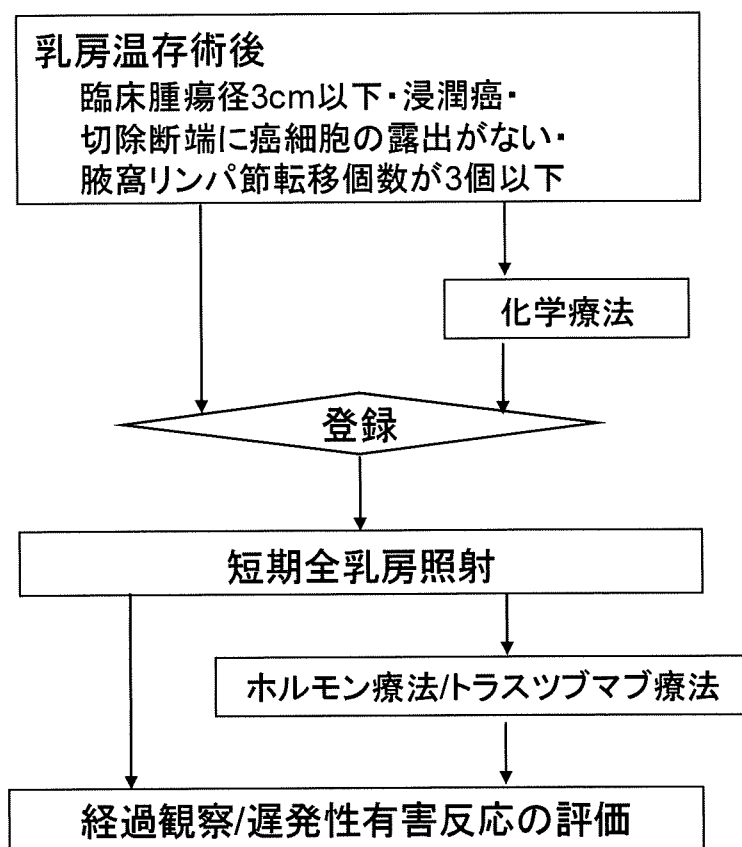 乳房温存術後
臨床腫瘍径3cm以下・浸潤癌・
切除断端に癌細胞の露出がない・
腋窩リンパ節転移個数が3個以下
化学療法
登録
短期全乳房照射
ホルモン療法/トラスツブマブ療法
経過観察/遅発性有害反応の評価